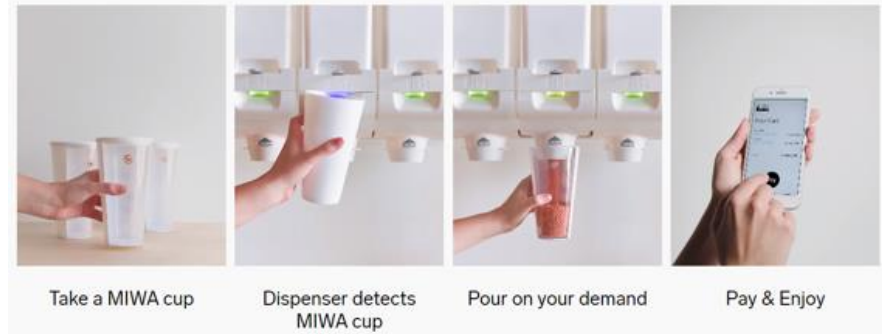 Take a MIWA cup
Dispenser detects
MIWA cup
Pour on your demand
Pay & Enjoy